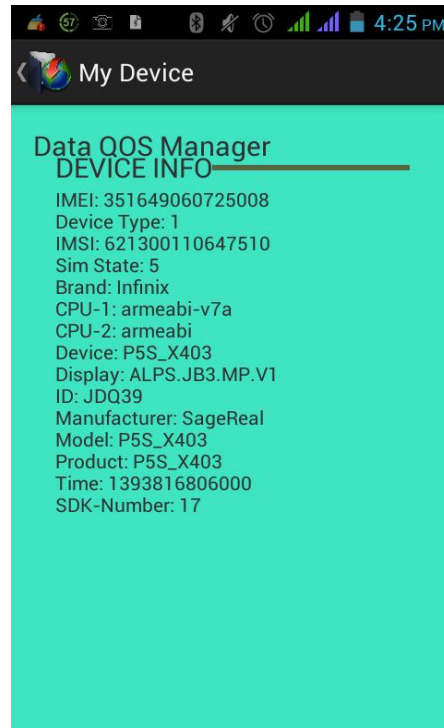 57
4:25 PM
My Device
Data QOS Manager
DEVICE INFO
IMEI: 351649060725008
Device Type: 1
IMSI: 621300110647510
Sim State: 5
Brand: Infinix
CPU-1: armeabi-v7a
CPU-2: armeabi
Device: P5S_X403
Display: ALPS.JB3.MP.V1
ID: JDQ39
Manufacturer: SageReal
Model: P5S_X403
Product: P5S_X403
Time: 1393816806000
SDK-Number: 17